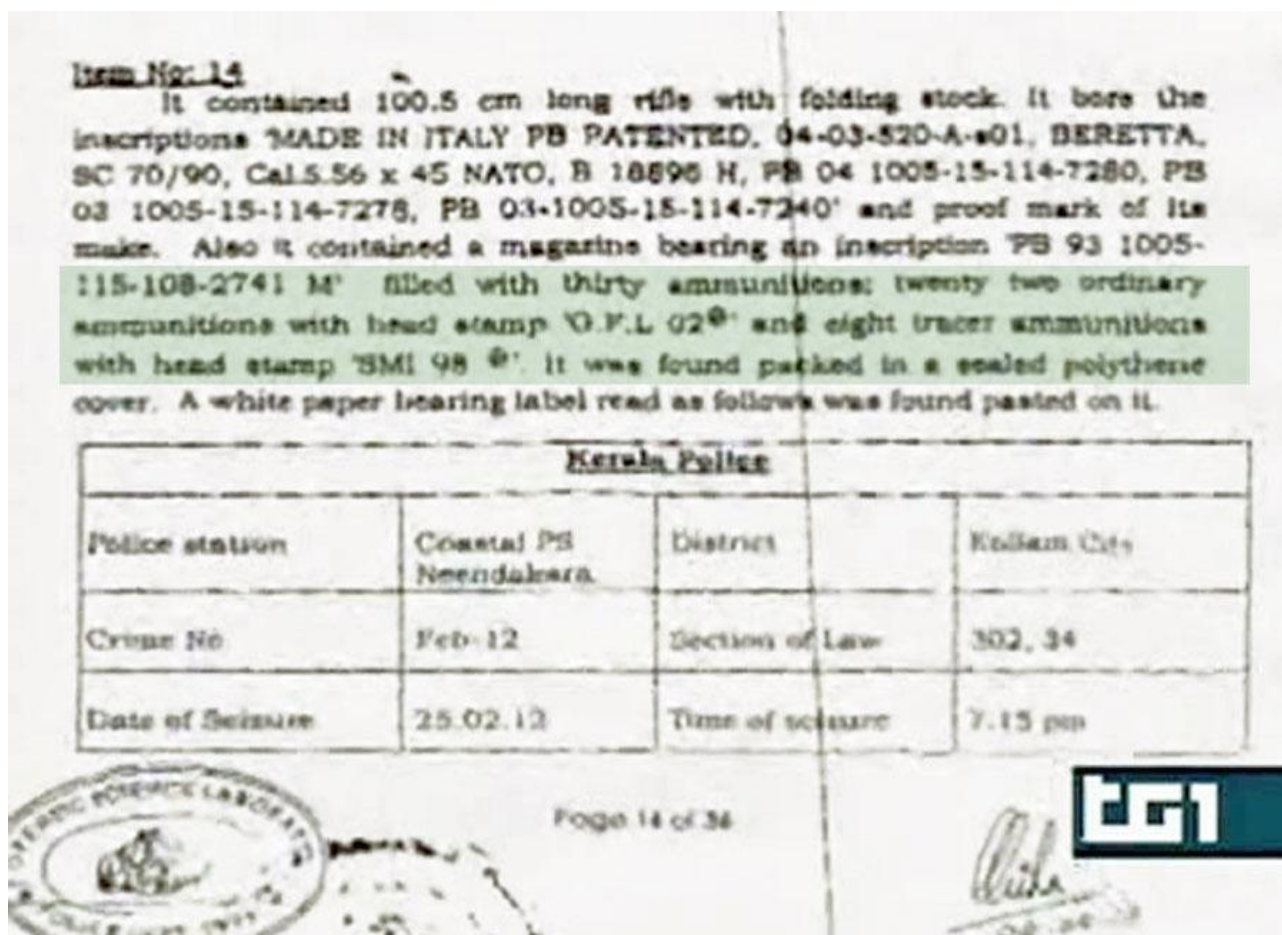 Item No: 14
It contained 100.5 cm long rifle with folding stock. It bore the
inscriptions 'MADE IN ITALY PB PATENTED, 04-03-520-A-s01, BERETTA,
SC 70/90, Cal.5.56 x 45 NATO, B 18898 H, PB 04 1005-15-114-7280, PB
03 1005-15-114-7278, PB 03-1005-15-114-7240' and proof mark of its
make. Also it contained a magazine bearing an inscription 'PB 93 1005-
115-108-2741 M' filled with thirty ammunitions; twenty two ordinary
ammunitions with head stamp 'G.F.L 02⊕' and eight tracer ammunitions
with head stamp 'SMI 98 ⊕'. It was found packed in a sealed polythene
cover. A white paper bearing label read as follows was found pasted on it.
Kerala Police
Police station Coastal PS Neendakara District Kollam City
Crime No Feb-12 Section of Law 302, 34
Date of Seizure 25.02.12 Time of seizure 7.15 pm
Page 14 of 36
FORENSIC SCIENCE LABORATORY
tg1